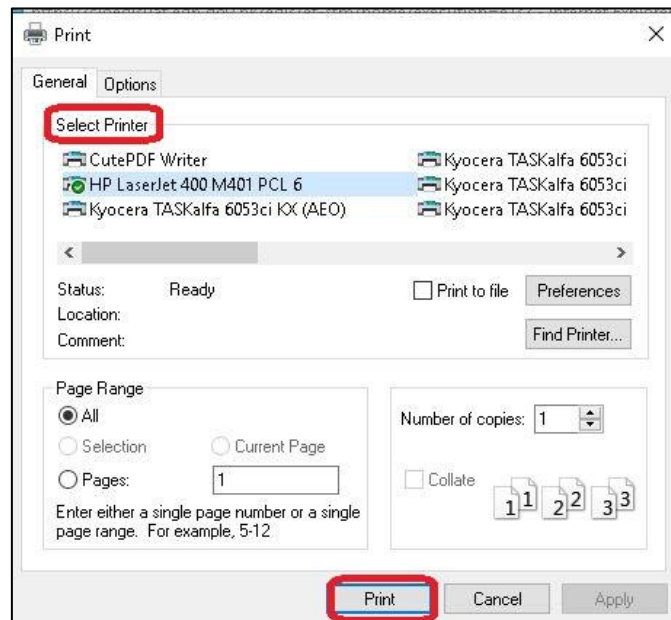 Print
General Options
Select Printer
CutePDF Writer Kyocera TASKalfa 6053ci
HP LaserJet 400 M401 PCL 6 Kyocera TASKalfa 6053ci
Kyocera TASKalfa 6053ci KX (AEO) Kyocera TASKalfa 6053ci
Status: Ready Print to file Preferences
Location:
Comment: Find Printer...
Page Range
All Number of copies: 1
Selection Current Page
Pages: 1 Collate
1 1 2 2 3 3
Enter either a single page number or a single
page range. For example, 5-12
Print Cancel Apply